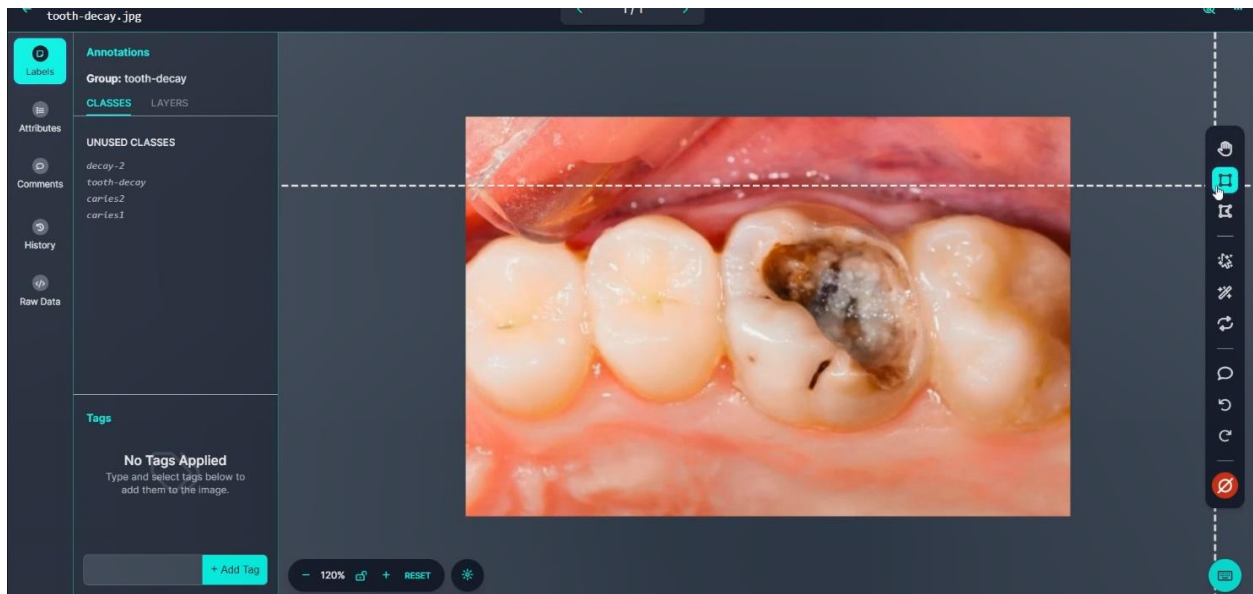 tooth-decay.jpg
1 / 1
Labels
Attributes
Comments
History
Raw Data
Annotations
Group: tooth-decay
CLASSES LAYERS
UNUSED CLASSES
decay-2
tooth-decay
caries2
caries1
Tags
No Tags Applied
Type and select tags below to
add them to the image.
+ Add Tag
− 120% + RESET